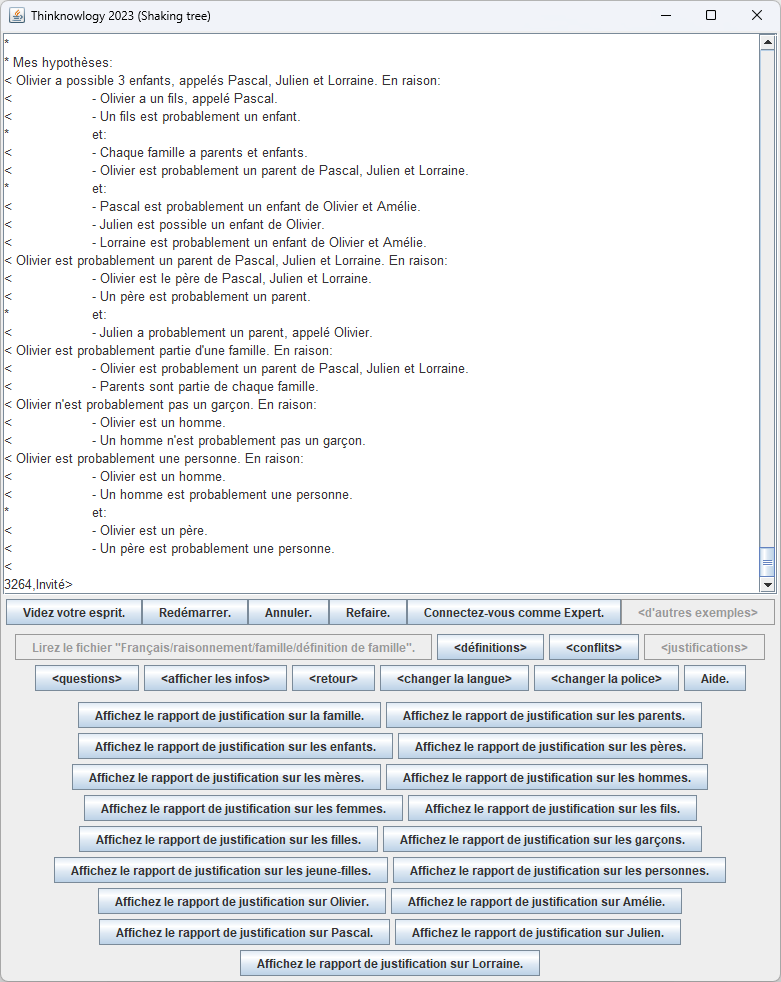 Thinknowlogy 2023 (Shaking tree)
*
* Mes hypothèses:
< Olivier a possible 3 enfants, appelés Pascal, Julien et Lorraine. En raison:
< - Olivier a un fils, appelé Pascal.
< - Un fils est probablement un enfant.
* et:
< - Chaque famille a parents et enfants.
< - Olivier est probablement un parent de Pascal, Julien et Lorraine.
* et:
< - Pascal est probablement un enfant de Olivier et Amélie.
< - Julien est possible un enfant de Olivier.
< - Lorraine est probablement un enfant de Olivier et Amélie.
< Olivier est probablement un parent de Pascal, Julien et Lorraine. En raison:
< - Olivier est le père de Pascal, Julien et Lorraine.
< - Un père est probablement un parent.
* et:
< - Julien a probablement un parent, appelé Olivier.
< Olivier est probablement partie d'une famille. En raison:
< - Olivier est probablement un parent de Pascal, Julien et Lorraine.
< - Parents sont partie de chaque famille.
< Olivier n'est probablement pas un garçon. En raison:
< - Olivier est un homme.
< - Un homme n'est probablement pas un garçon.
< Olivier est probablement une personne. En raison:
< - Olivier est un homme.
< - Un homme est probablement une personne.
* et:
< - Olivier est un père.
< - Un père est probablement une personne.
<
3264,Invité>
Videz votre esprit. Redémarrer. Annuler. Refaire. Connectez-vous comme Expert. <d'autres exemples>
Lirez le fichier "Français/raisonnement/famille/définition de famille". <définitions> <conflits> <justifications>
<questions> <afficher les infos> <retour> <changer la langue> <changer la police> Aide.
Affichez le rapport de justification sur la famille. Affichez le rapport de justification sur les parents.
Affichez le rapport de justification sur les enfants. Affichez le rapport de justification sur les pères.
Affichez le rapport de justification sur les mères. Affichez le rapport de justification sur les hommes.
Affichez le rapport de justification sur les femmes. Affichez le rapport de justification sur les fils.
Affichez le rapport de justification sur les filles. Affichez le rapport de justification sur les garçons.
Affichez le rapport de justification sur les jeune-filles. Affichez le rapport de justification sur les personnes.
Affichez le rapport de justification sur Olivier. Affichez le rapport de justification sur Amélie.
Affichez le rapport de justification sur Pascal. Affichez le rapport de justification sur Julien.
Affichez le rapport de justification sur Lorraine.